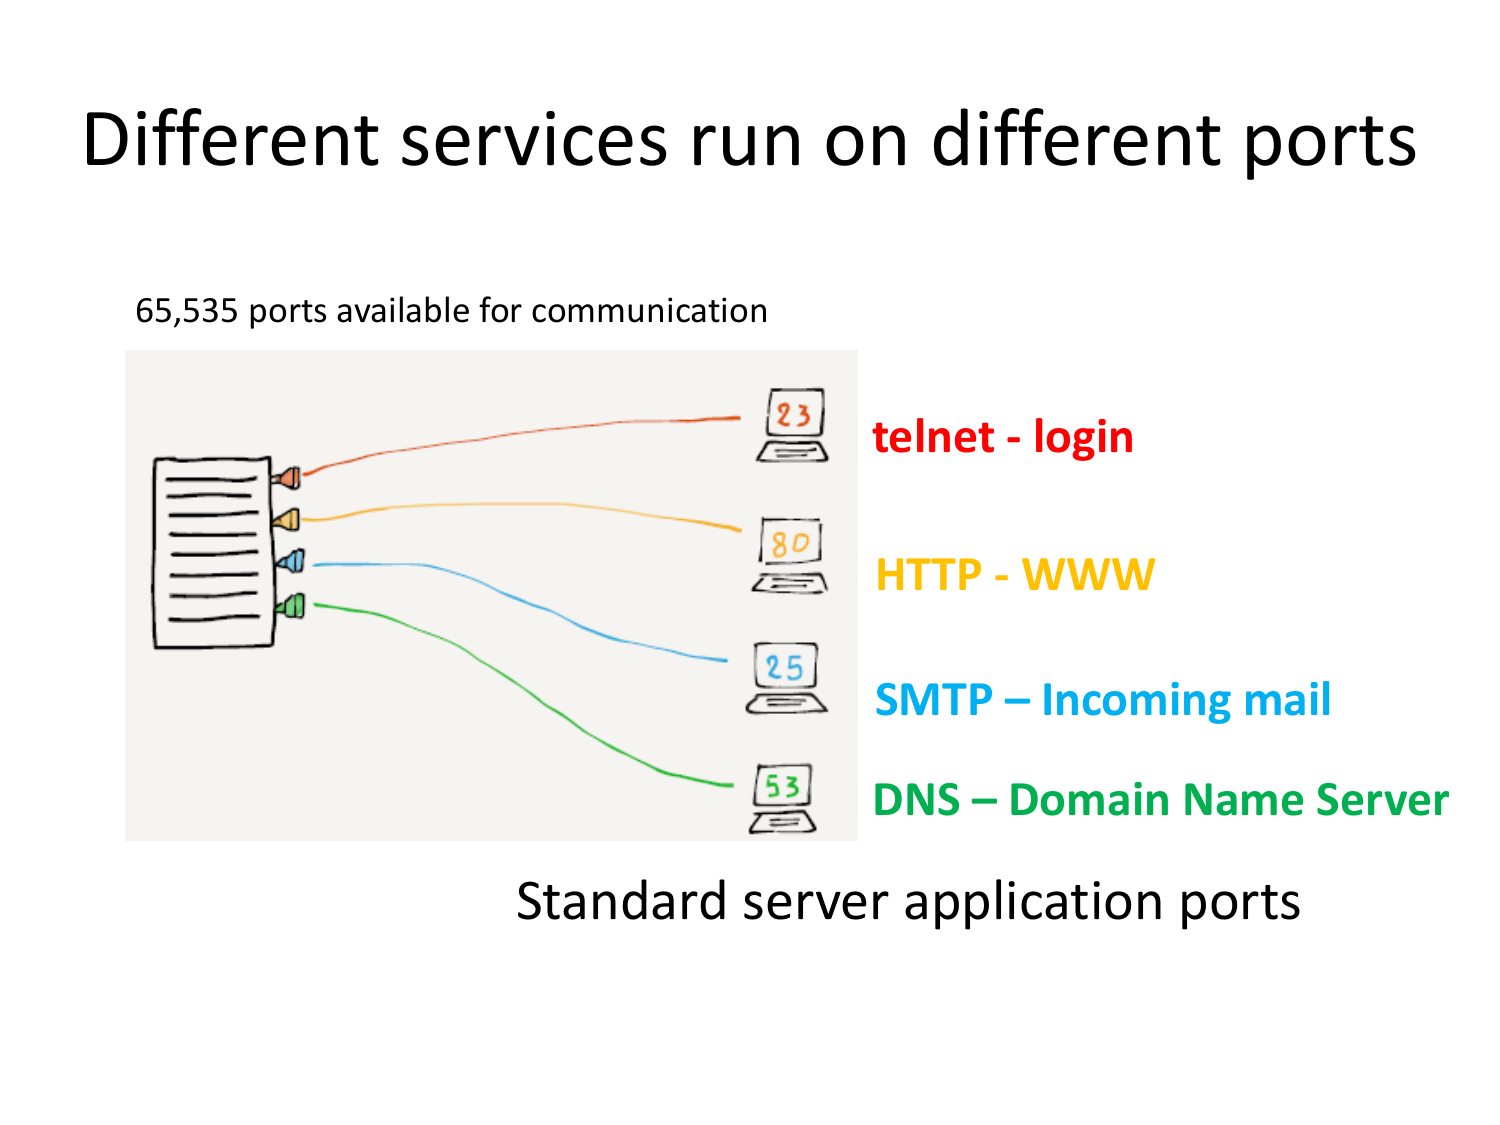 Different services run on different ports
65,535 ports available for communication
23
telnet - login
80
HTTP - WWW
25
SMTP – Incoming mail
53
DNS – Domain Name Server
Standard server application ports